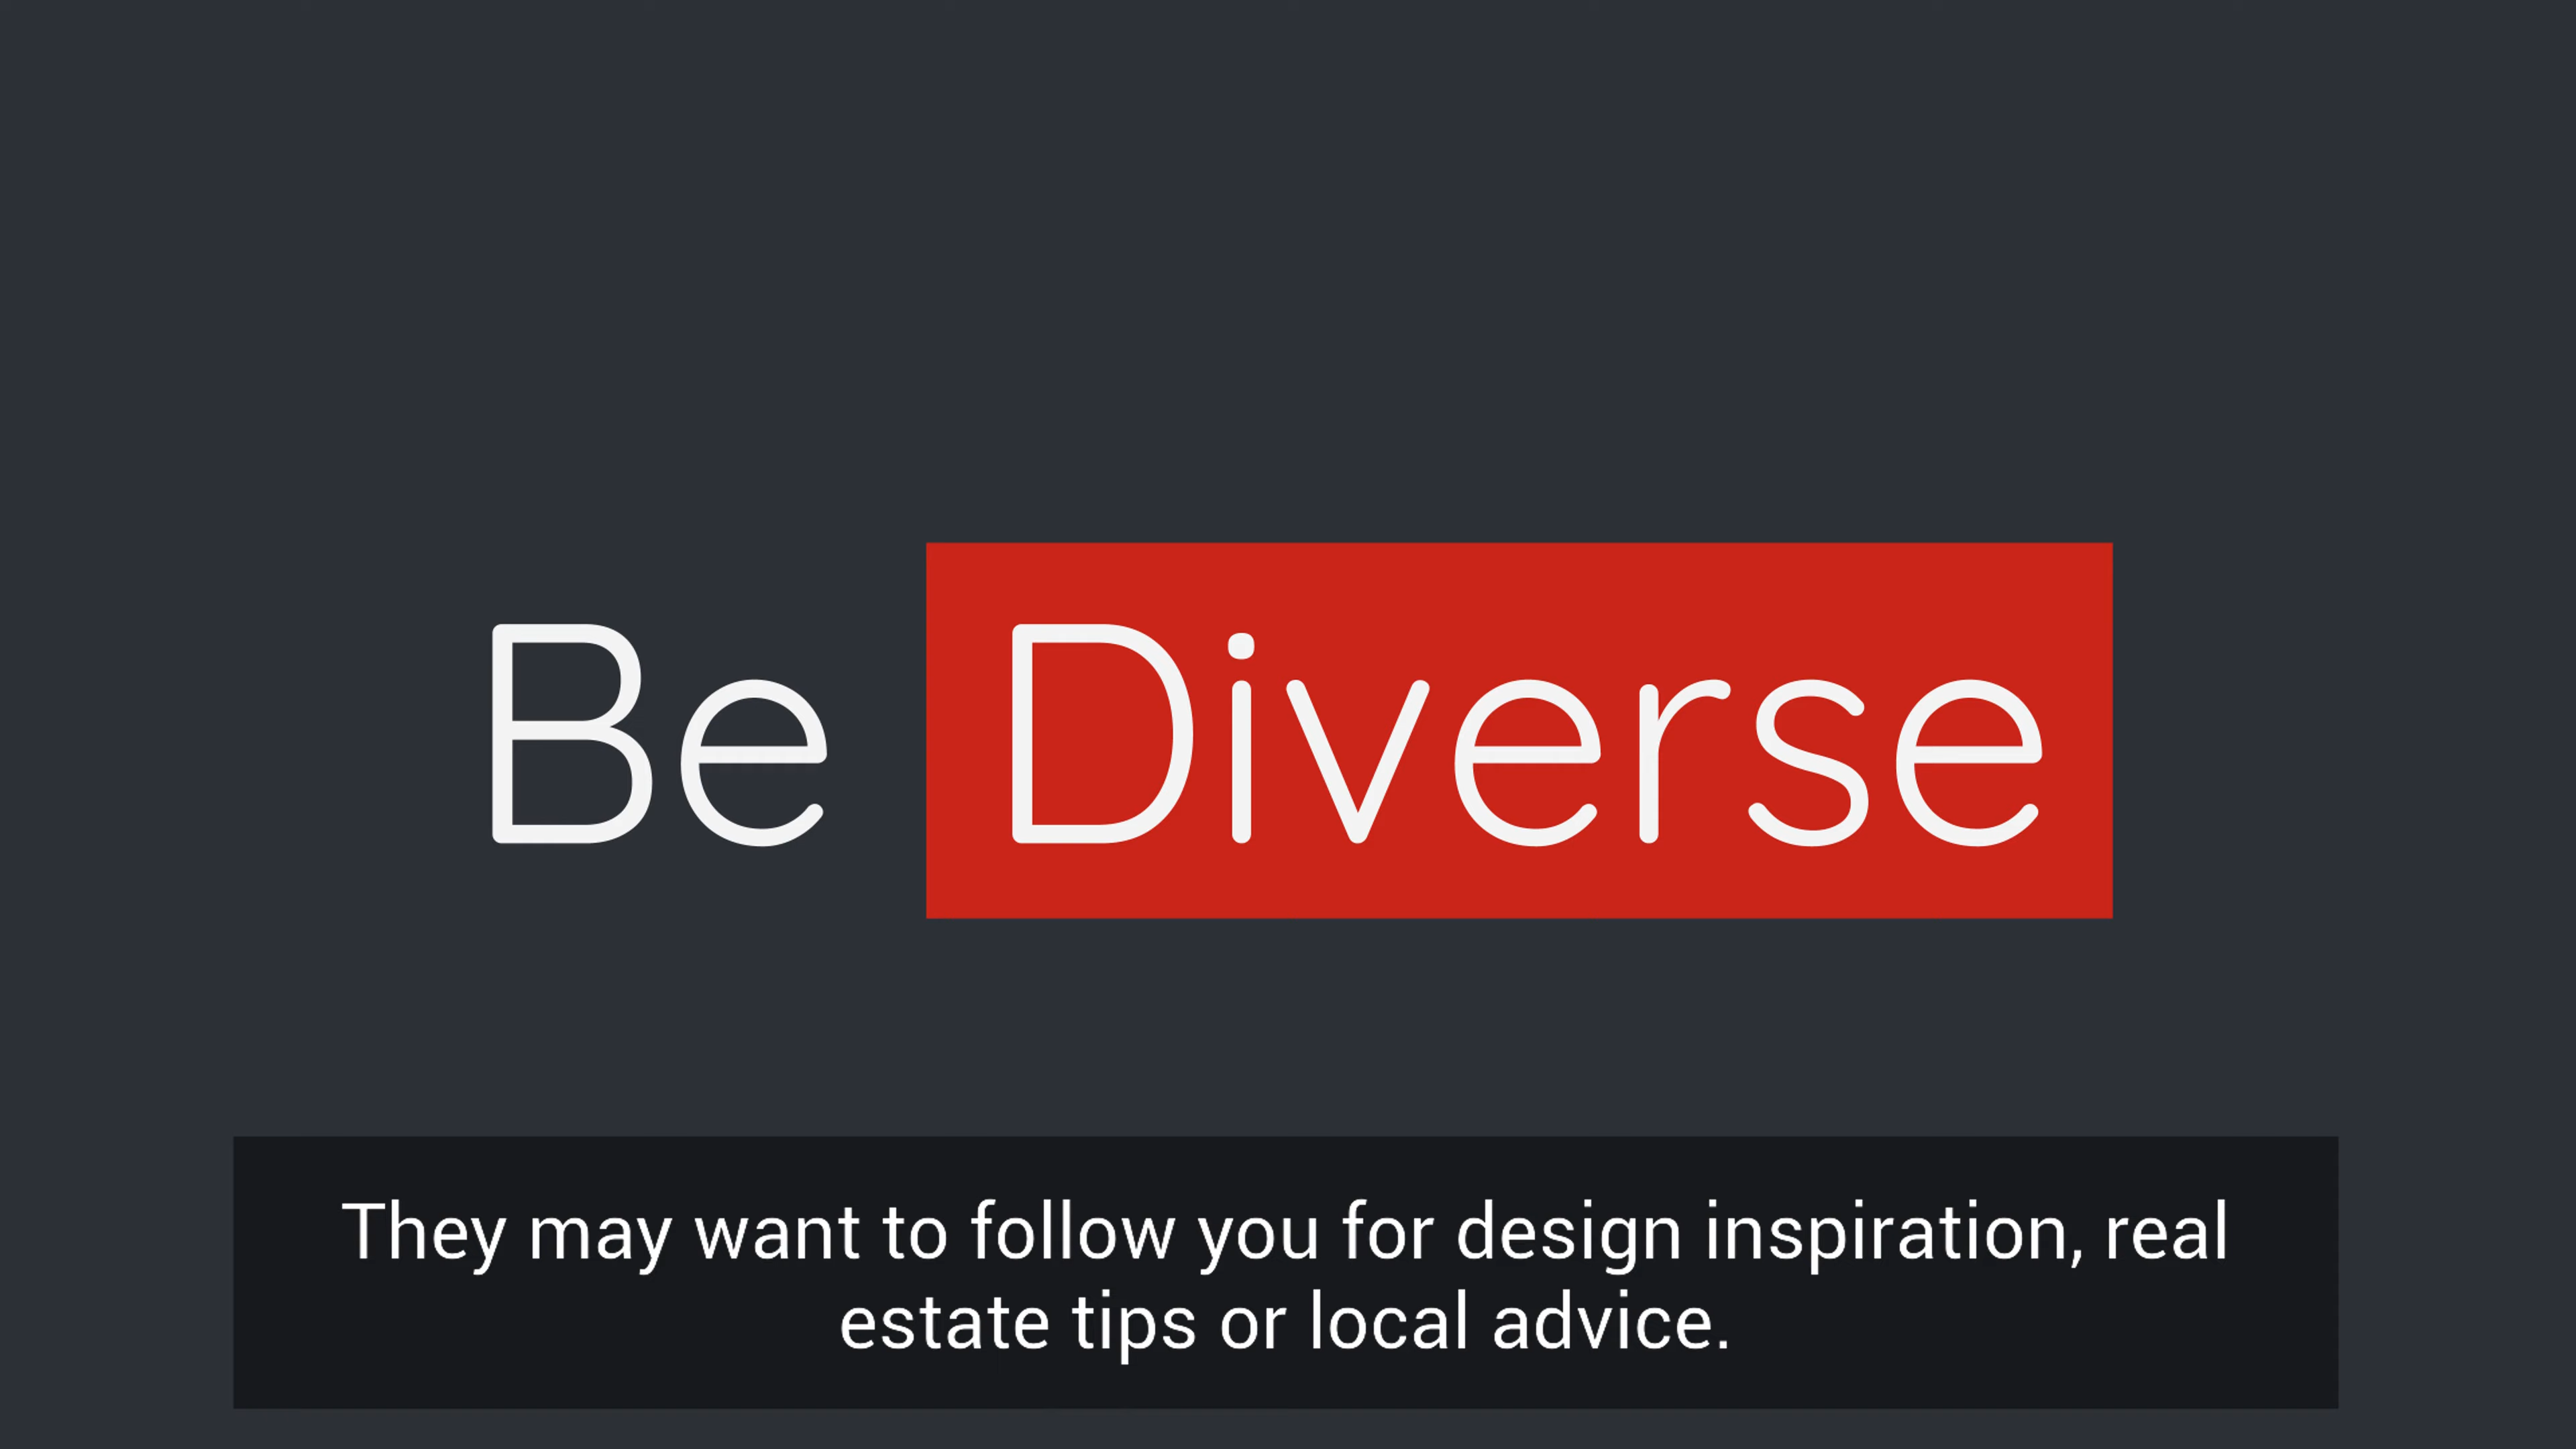 Be Diverse
They may want to follow you for design inspiration, real
estate tips or local advice.